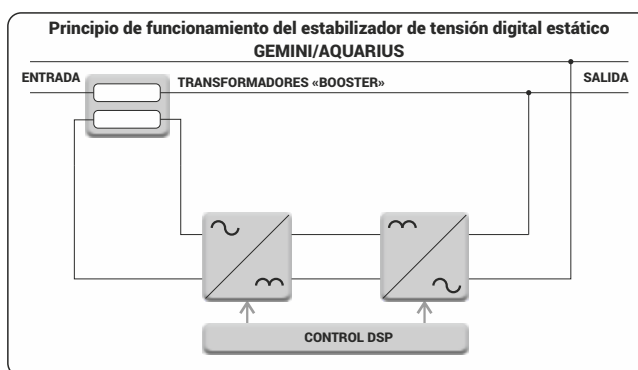 Principio de funcionamiento del estabilizador de tensión digital estático
GEMINI/AQUARIUS
ENTRADA
TRANSFORMADORES «BOOSTER»
SALIDA
CONTROL DSP